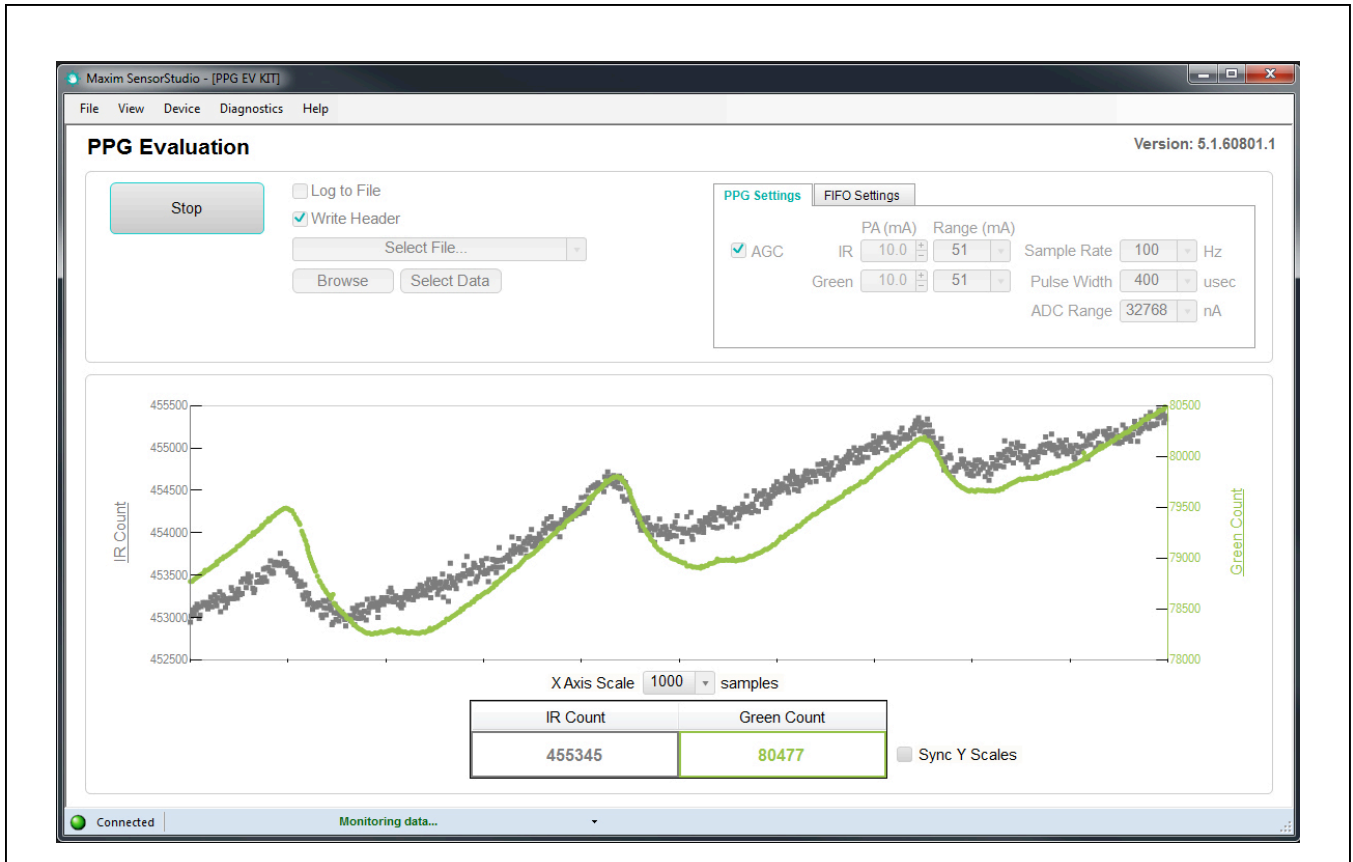 Maxim SensorStudio - [PPG EV KIT]
File View Device Diagnostics Help
PPG Evaluation
Version: 5.1.60801.1
Stop
Log to File
Write Header
Select File...
Browse Select Data
PPG Settings FIFO Settings
PA (mA) Range (mA)
AGC IR 10.0 51 Sample Rate 100 Hz
Green 10.0 51 Pulse Width 400 usec
ADC Range 32768 nA
455500
455000
454500
454000
453500
453000
452500
IR Count
80500
80000
79500
79000
78500
78000
Green Count
X Axis Scale 1000 samples
IR Count Green Count
455345 80477
Sync Y Scales
Connected Monitoring data...